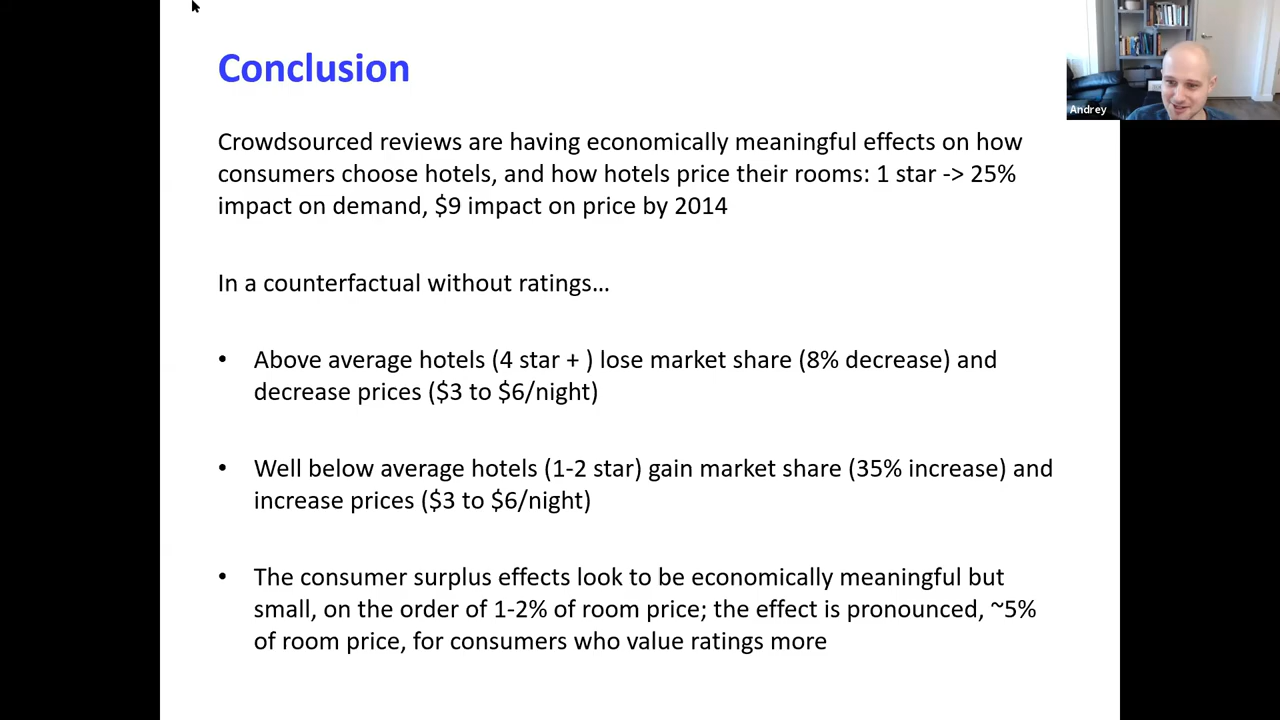 Conclusion
Andrey
Crowdsourced reviews are having economically meaningful effects on how
consumers choose hotels, and how hotels price their rooms: 1 star -> 25%
impact on demand, $9 impact on price by 2014
In a counterfactual without ratings…
• Above average hotels (4 star + ) lose market share (8% decrease) and
decrease prices ($3 to $6/night)
• Well below average hotels (1-2 star) gain market share (35% increase) and
increase prices ($3 to $6/night)
• The consumer surplus effects look to be economically meaningful but
small, on the order of 1-2% of room price; the effect is pronounced, ~5%
of room price, for consumers who value ratings more